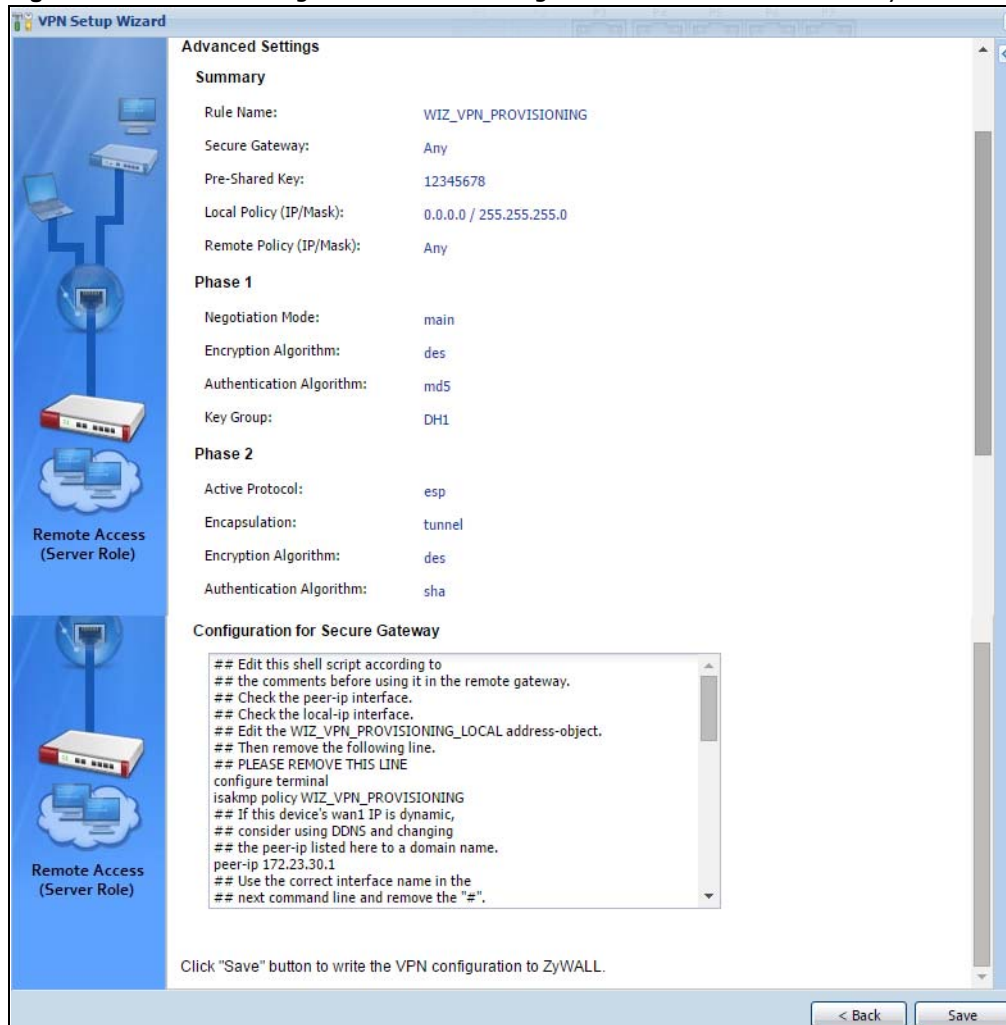 VPN Setup Wizard
Advanced Settings
Summary
Rule Name: WIZ_VPN_PROVISIONING
Secure Gateway: Any
Pre-Shared Key: 12345678
Local Policy (IP/Mask): 0.0.0.0 / 255.255.255.0
Remote Policy (IP/Mask): Any
Phase 1
Negotiation Mode: main
Encryption Algorithm: des
Authentication Algorithm: md5
Key Group: DH1
Phase 2
Active Protocol: esp
Encapsulation: tunnel
Encryption Algorithm: des
Authentication Algorithm: sha
Remote Access
(Server Role)
Configuration for Secure Gateway
## Edit this shell script according to
## the comments before using it in the remote gateway.
## Check the peer-ip interface.
## Check the local-ip interface.
## Edit the WIZ_VPN_PROVISIONING_LOCAL address-object.
## Then remove the following line.
## PLEASE REMOVE THIS LINE
configure terminal
isakmp policy WIZ_VPN_PROVISIONING
## If this device's wan1 IP is dynamic,
## consider using DDNS and changing
## the peer-ip listed here to a domain name.
peer-ip 172.23.30.1
## Use the correct interface name in the
## next command line and remove the "#".
Remote Access
(Server Role)
Click "Save" button to write the VPN configuration to ZyWALL.
< Back
Save